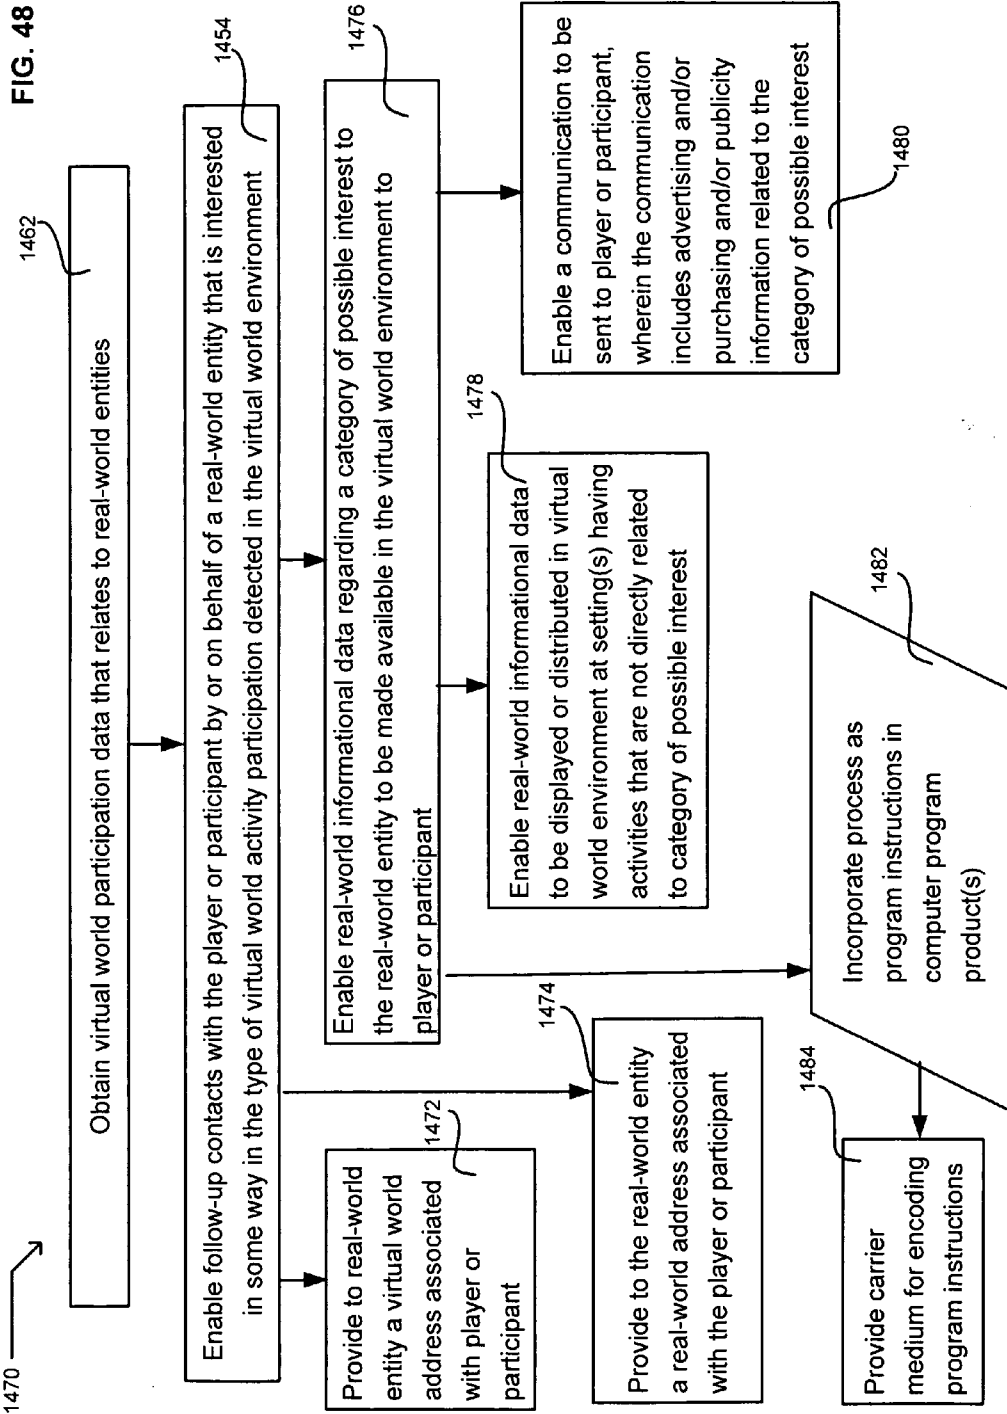 FIG. 48
1470
1462
Obtain virtual world participation data that relates to real-world entities
1454
Enable follow-up contacts with the player or participant by or on behalf of a real-world entity that is interested
in some way in the type of virtual world activity participation detected in the virtual world environment
1476
Enable real-world informational data regarding a category of possible interest to
the real-world entity to be made available in the virtual world environment to
player or participant
1472
Provide to real-world
entity a virtual world
address associated
with player or
participant
1474
Provide to the real-world entity
a real-world address associated
with the player or participant
1478
Enable real-world informational data
to be displayed or distributed in virtual
world environment at setting(s) having
activities that are not directly related
to category of possible interest
Enable a communication to be
sent to player or participant,
wherein the communication
includes advertising and/or
purchasing and/or publicity
information related to the
category of possible interest
1480
1482
Incorporate process as
program instructions in
computer program
product(s)
1484
Provide carrier
medium for encoding
program instructions